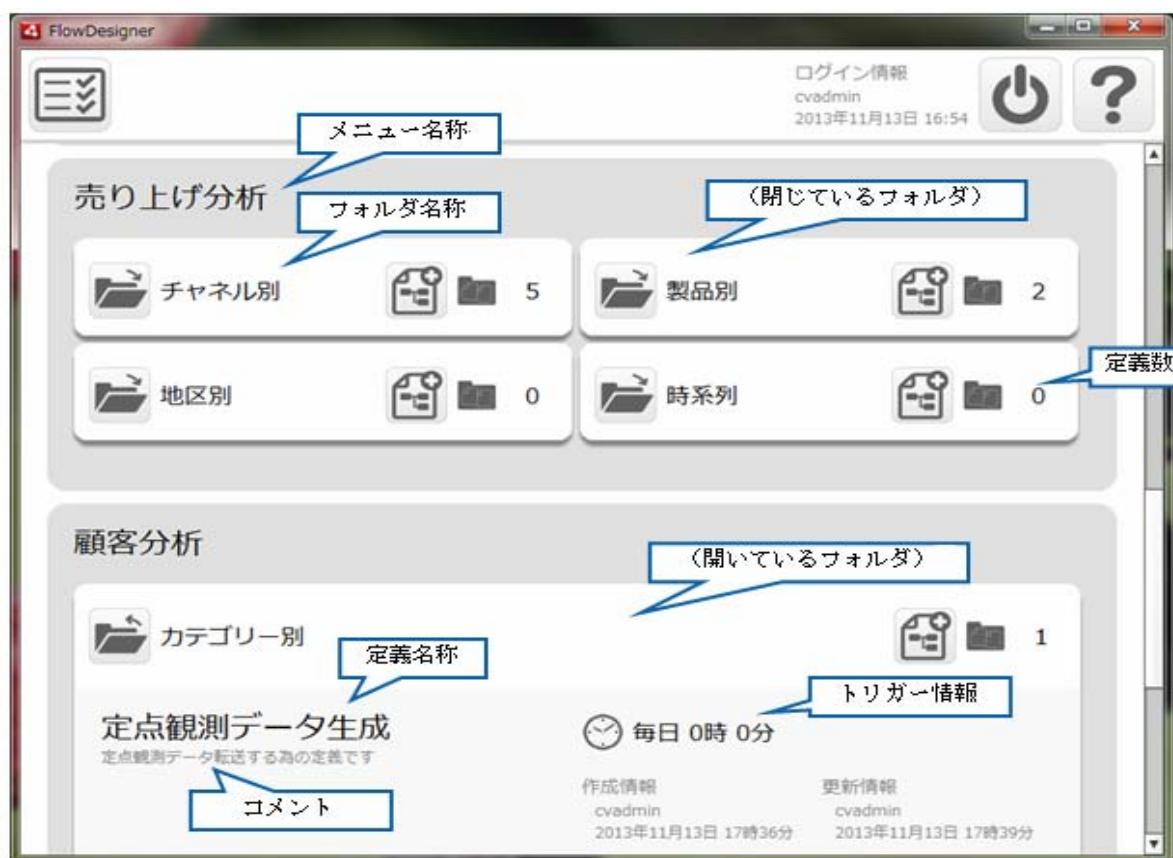 FlowDesigner
ログイン情報
cvadmin
2013年11月13日 16:54
メニュー名称
売り上げ分析
フォルダ名称
（閉じているフォルダ）
チャネル別 5
製品別 2
定義数
地区別 0
時系列 0
顧客分析
（開いているフォルダ）
カテゴリー別 1
定義名称
トリガー情報
定点観測データ生成
毎日 0時 0分
定点観測データ転送する為の定義です
コメント
作成情報
cvadmin
2013年11月13日 17時36分
更新情報
cvadmin
2013年11月13日 17時39分